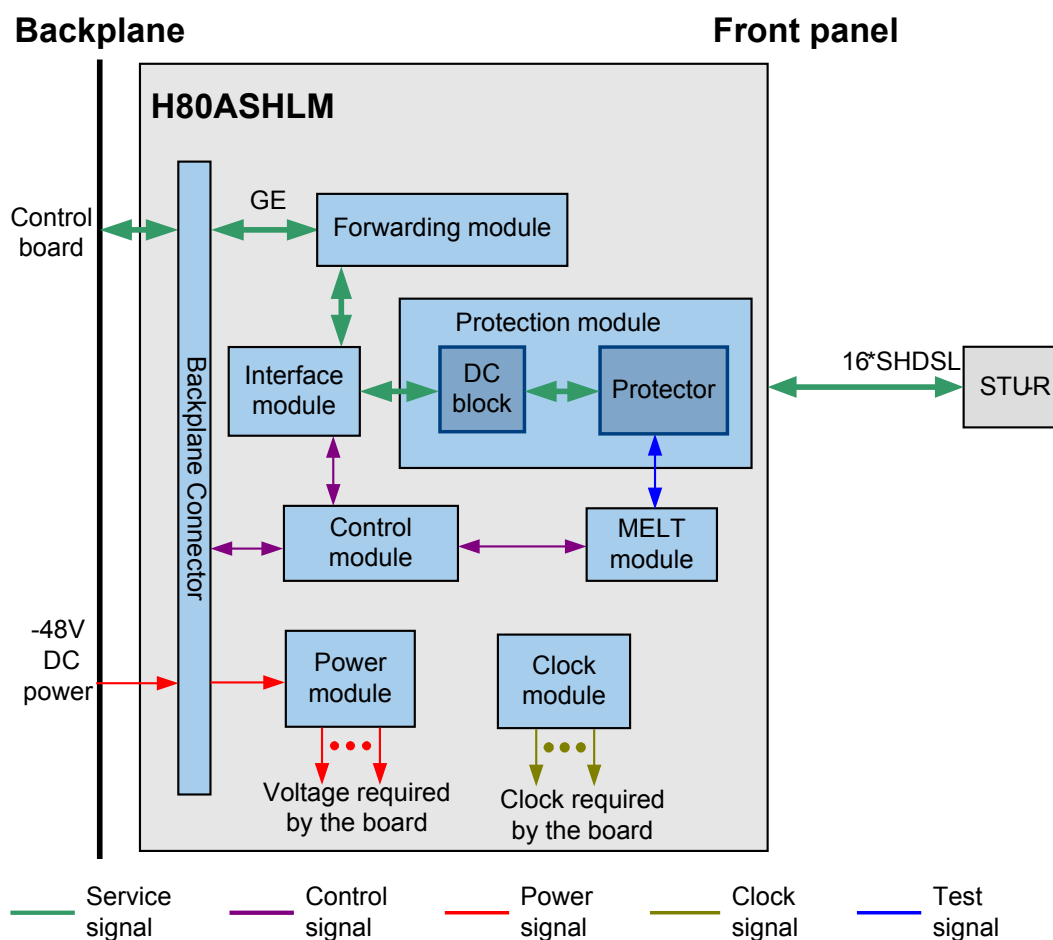 Backplane
Front panel
H80ASHLM
GE
Control
board
Forwarding module
Protection module
16*SHDSL
Backplane Connector
Interface
module
DC
block
Protector
STU-R
Control
module
MELT
module
-48V
DC
power
Power
module
Clock
module
Voltage required
by the board
Clock required
by the board
Service
signal
Control
signal
Power
signal
Clock
signal
Test
signal